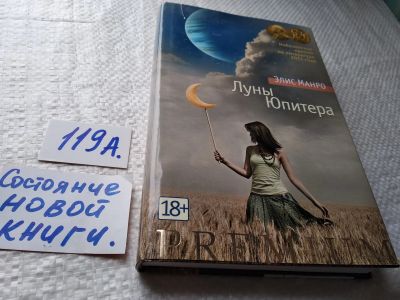 119А.
Состояние
новой
книги.
ЭЛИС МАНРО
Луны
Юпитера
18+
PREMIUM